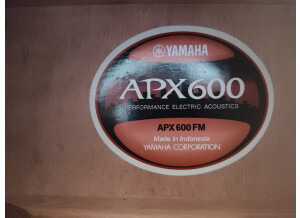 YAMAHA
APX600
PERFORMANCE ELECTRIC ACOUSTICS
APX 600 FM
Made in Indonesia
YAMAHA CORPORATION